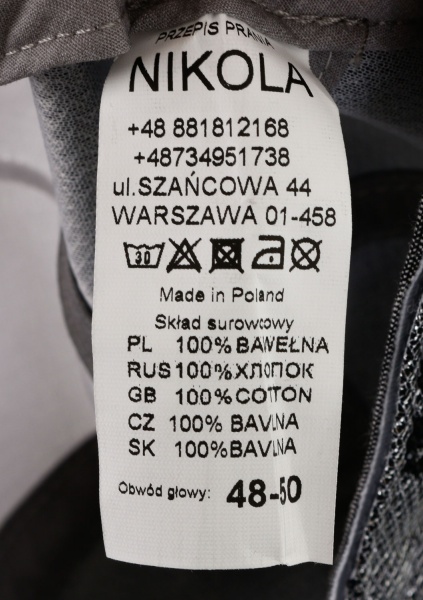 PRZEPIS PRANIA
NIKOLA
+48 881812168
+48734951738
ul.SZAŃCOWA 44
WARSZAWA 01-458
30
Made in Poland
Skład surowcowy
PL 100% BAWEŁNA
RUS 100% ХЛОПОК
GB 100% COTTON
CZ 100% BAVLNA
SK 100% BAVLNA
Obwód głowy: 48-50